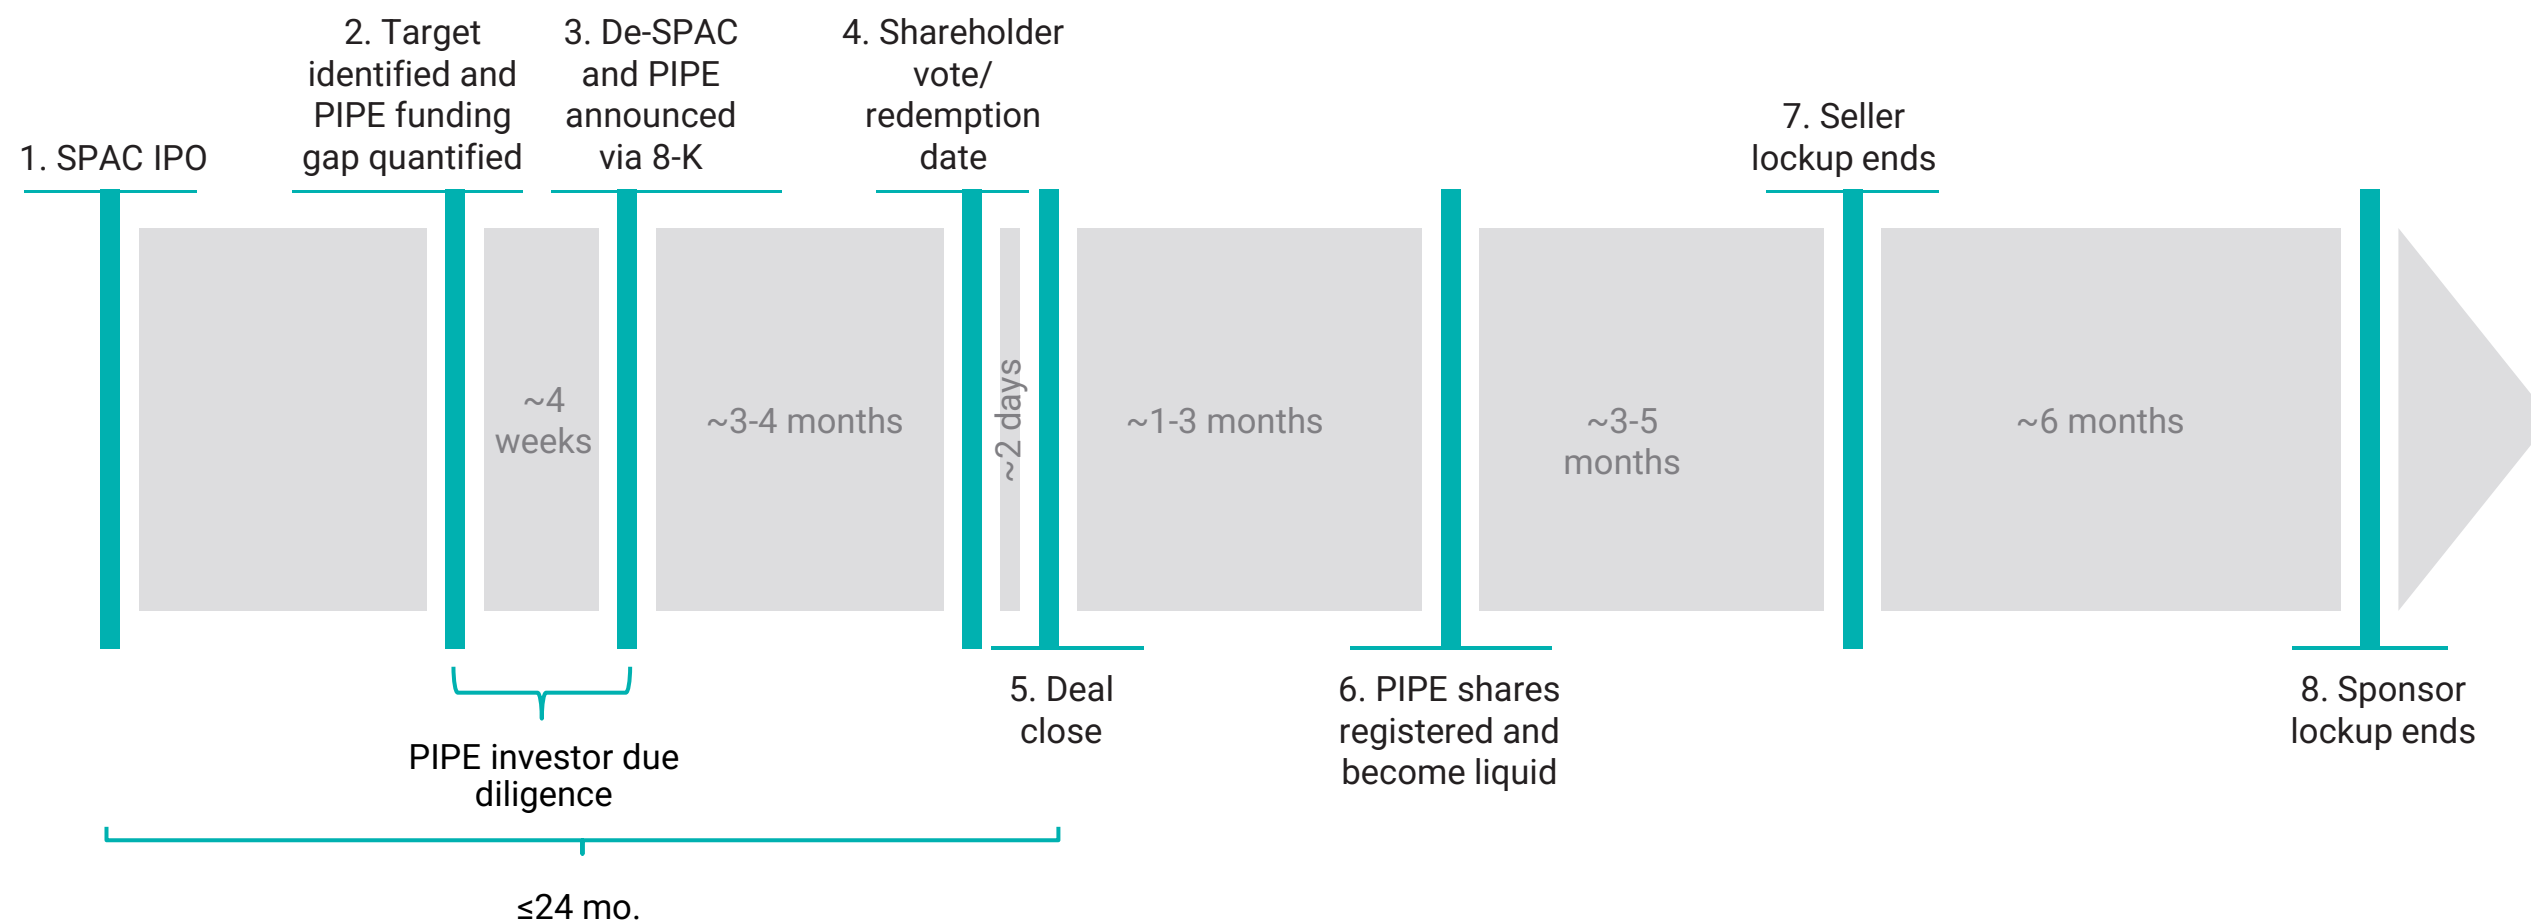 1. SPAC IPO
2. Target
identified and
PIPE funding
gap quantified
3. De-SPAC
and PIPE
announced
via 8-K
4. Shareholder
vote/
redemption
date
7. Seller
lockup ends
~4
weeks
~3-4 months
~2 days
~1-3 months
~3-5
months
~6 months
PIPE investor due
diligence
5. Deal
close
6. PIPE shares
registered and
become liquid
8. Sponsor
lockup ends
≤24 mo.